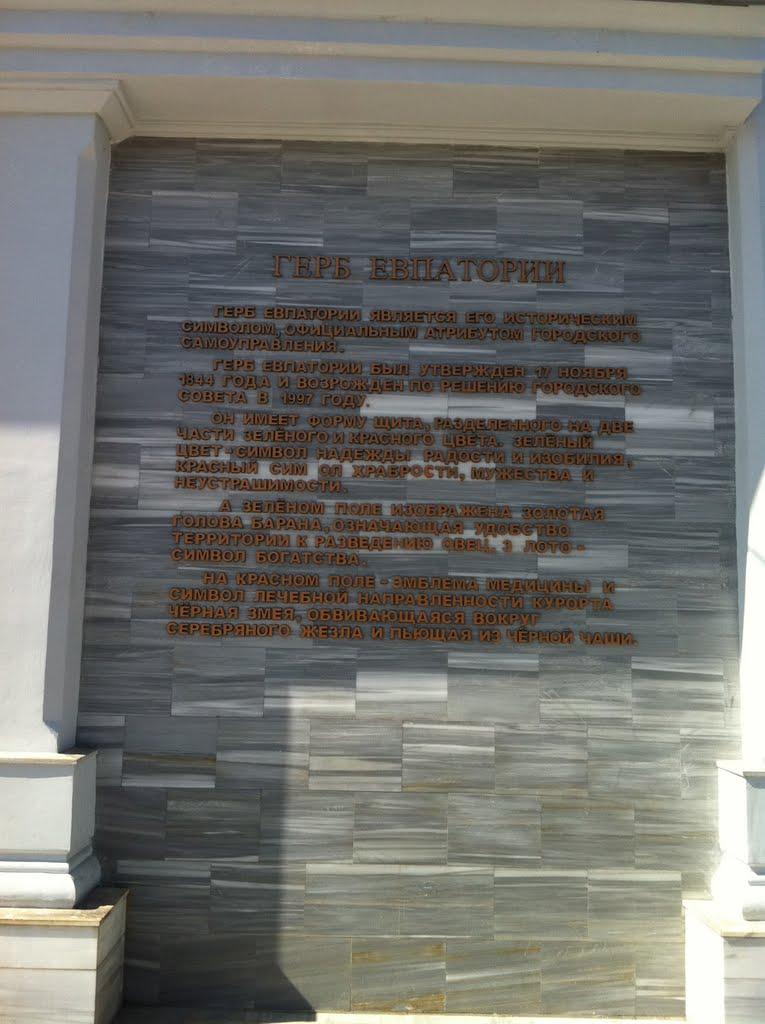 ГЕРБ ЕВПАТОРИИ
ГЕРБ ЕВПАТОРИИ ЯВЛЯЕТСЯ ЕГО ИСТОРИЧЕСКИМ
СИМВОЛОМ, ОФИЦИАЛЬНЫМ АТРИБУТОМ ГОРОДСКОГО
САМОУПРАВЛЕНИЯ.
ГЕРБ ЕВПАТОРИИ БЫЛ УТВЕРЖДЕН 17 НОЯБРЯ
1844 ГОДА И ВОЗРОЖДЕН ПО РЕШЕНИЮ ГОРОДСКОГО
СОВЕТА В 1997 ГОДУ.
ОН ИМЕЕТ ФОРМУ ЩИТА, РАЗДЕЛЕННОГО НА ДВЕ
ЧАСТИ ЗЕЛЁНОГО И КРАСНОГО ЦВЕТА. ЗЕЛЁНЫЙ
ЦВЕТ - СИМВОЛ НАДЕЖДЫ, РАДОСТИ И ИЗОБИЛИЯ,
КРАСНЫЙ СИМ ОЛ ХРАБРОСТИ, МУЖЕСТВА И
НЕУСТРАШИМОСТИ.
А ЗЕЛЁНОМ ПОЛЕ ИЗОБРАЖЕНА ЗОЛОТАЯ
ГОЛОВА БАРАНА, ОЗНАЧАЮЩАЯ УДОБСТВО
ТЕРРИТОРИИ К РАЗВЕДЕНИЮ ОВЕЦ. З ЛОТО -
СИМВОЛ БОГАТСТВА.
НА КРАСНОМ ПОЛЕ - ЭМБЛЕМА МЕДИЦИНЫ И
СИМВОЛ ЛЕЧЕБНОЙ НАПРАВЛЕННОСТИ КУРОРТА
ЧЁРНАЯ ЗМЕЯ, ОБВИВАЮЩАЯСЯ ВОКРУГ
СЕРЕБРЯНОГО ЖЕЗЛА И ПЬЮЩАЯ ИЗ ЧЁРНОЙ ЧАШИ.